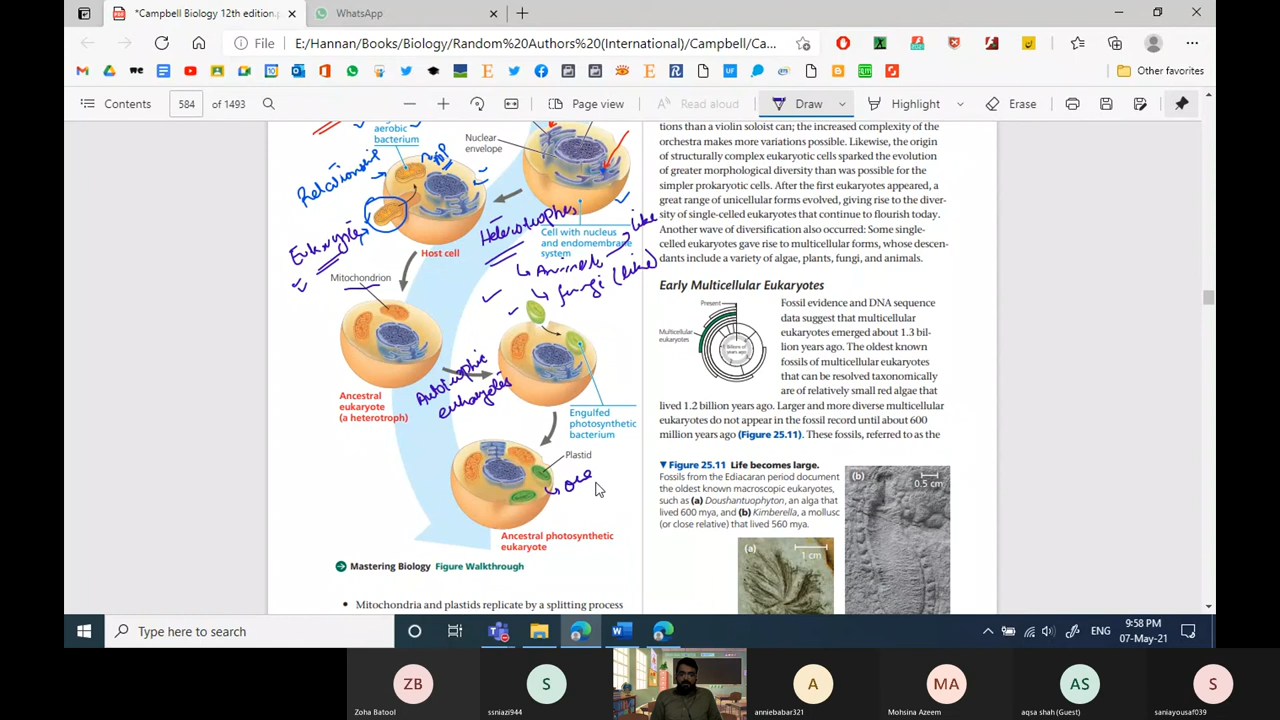 *Campbell Biology 12th edition.p
WhatsApp
File
E:/Hannan/Books/Biology/Random%20Authors%20(International)/Campbell/Ca...
Other favorites
Contents
584
of 1493
Page view
Read aloud
Draw
Highlight
Erase
aerobic
bacterium
Nuclear
envelope
Relationship
Eukaryote
Host cell
Heterotrophes
Cell with nucleus
and endomembrane
system
like
fungi (like)
Mitochondrion
Ancestral
eukaryote
(a heterotroph)
Autotrophic
eukaryotes
Engulfed
photosynthetic
bacterium
Plastid
Ancestral photosynthetic
eukaryote
Mastering Biology Figure Walkthrough
• Mitochondria and plastids replicate by a splitting process
tions than a violin soloist can; the increased complexity of the
orchestra makes more variations possible. Likewise, the origin
of structurally complex eukaryotic cells sparked the evolution
of greater morphological diversity than was possible for the
simpler prokaryotic cells. After the first eukaryotes appeared, a
great range of unicellular forms evolved, giving rise to the diver-
sity of single-celled eukaryotes that continue to flourish today.
Another wave of diversification also occurred: Some single-
celled eukaryotes gave rise to multicellular forms, whose descen-
dants include a variety of algae, plants, fungi, and animals.
Early Multicellular Eukaryotes
Present
Multicellular
eukaryotes
Billions of
years ago
Fossil evidence and DNA sequence
data suggest that multicellular
eukaryotes emerged about 1.3 bil-
lion years ago. The oldest known
fossils of multicellular eukaryotes
that can be resolved taxonomically
are of relatively small red algae that
lived 1.2 billion years ago. Larger and more diverse multicellular
eukaryotes do not appear in the fossil record until about 600
million years ago (Figure 25.11). These fossils, referred to as the
▼ Figure 25.11 Life becomes large.
Fossils from the Ediacaran period document
the oldest known macroscopic eukaryotes,
such as (a) Doushantuophyton, an alga that
lived 600 mya, and (b) Kimberella, a mollusc
(or close relative) that lived 560 mya.
(a)
1 cm
(b)
0.5 cm
Type here to search
ENG
9:58 PM
07-May-21
ZB
S
A
MA
AS
S
Zoha Batool
ssniazi944
anniebabar321
Mohsina Azeem
aqsa shah (Guest)
saniayousaf039